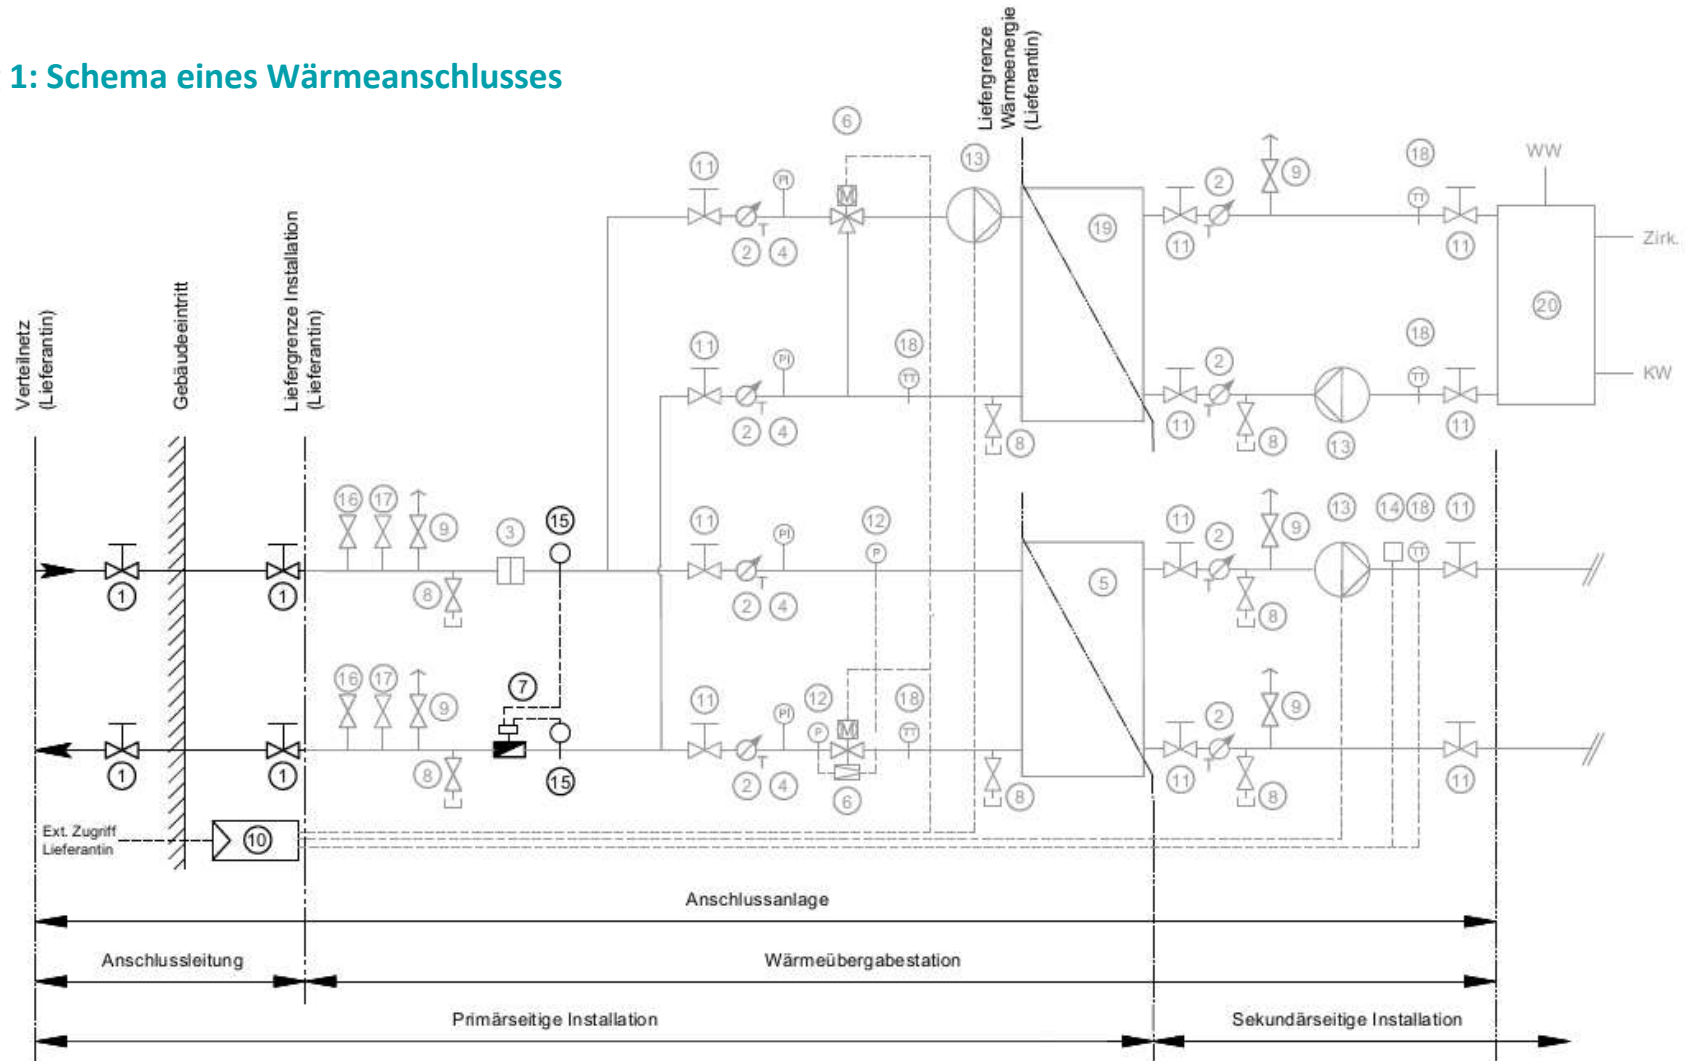 1: Schema eines Wärmeanschlusses
Liefergrenze
Wärmeenergie
(Lieferantin)
Verteilnetz
(Lieferantin)
Gebäudeeintritt
Liefergrenze Installation
(Lieferantin)
6
13
11
PI
M
2
4
2
9
18
TT
WW
11
11
19
Zirk.
20
11
PI
18
TT
2
4
8
2
18
TT
KW
11
8
13
11
16
17
9
3
15
11
PI
12
P
11
2
9
13
14
18
TT
11
1
1
8
2
4
5
8
16
17
9
7
11
PI
12
P
M
18
TT
2
9
1
1
8
15
2
4
6
8
11
8
11
Ext. Zugriff
Lieferantin
10
Anschlussanlage
Anschlussleitung
Wärmeübergabestation
Primärseitige Installation
Sekundärseitige Installation